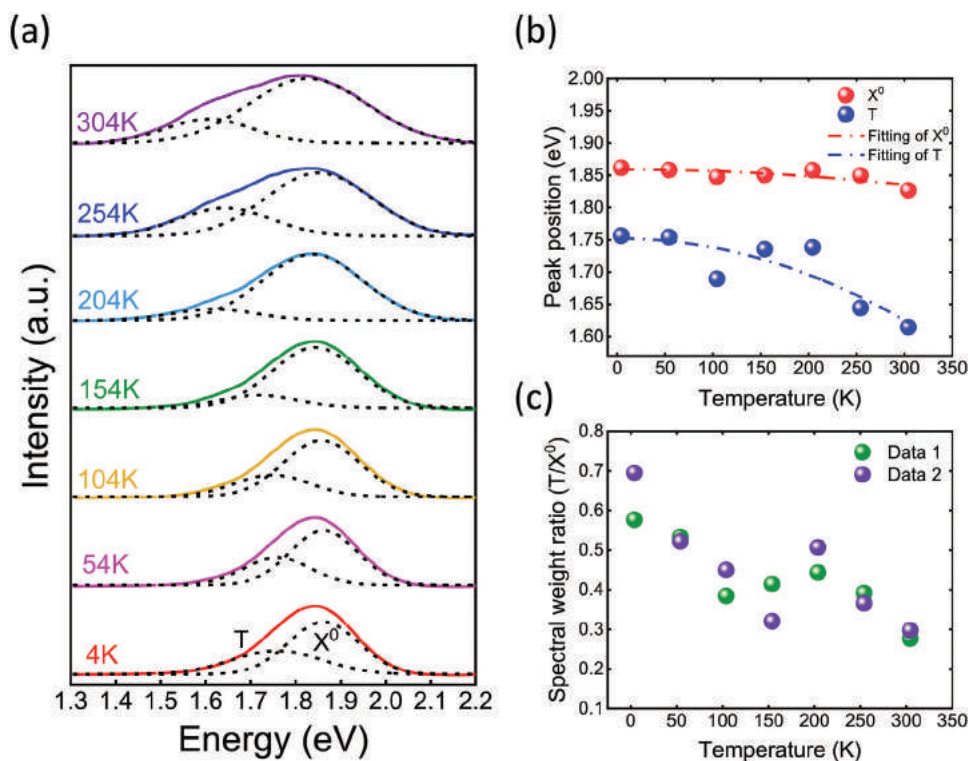 (a)
304K
254K
204K
154K
104K
54K
4K
T
X⁰
Intensity (a.u.)
1.3 1.4 1.5 1.6 1.7 1.8 1.9 2.0 2.1 2.2
Energy (eV)
(b)
2.00
1.95
1.90
1.85
1.80
1.75
1.70
1.65
1.60
Peak position (eV)
X⁰
T
Fitting of X⁰
Fitting of T
0 50 100 150 200 250 300 350
Temperature (K)
(c)
0.8
0.7
0.6
0.5
0.4
0.3
0.2
0.1
Spectral weight ratio (T/X⁰)
Data 1
Data 2
0 50 100 150 200 250 300 350
Temperature (K)